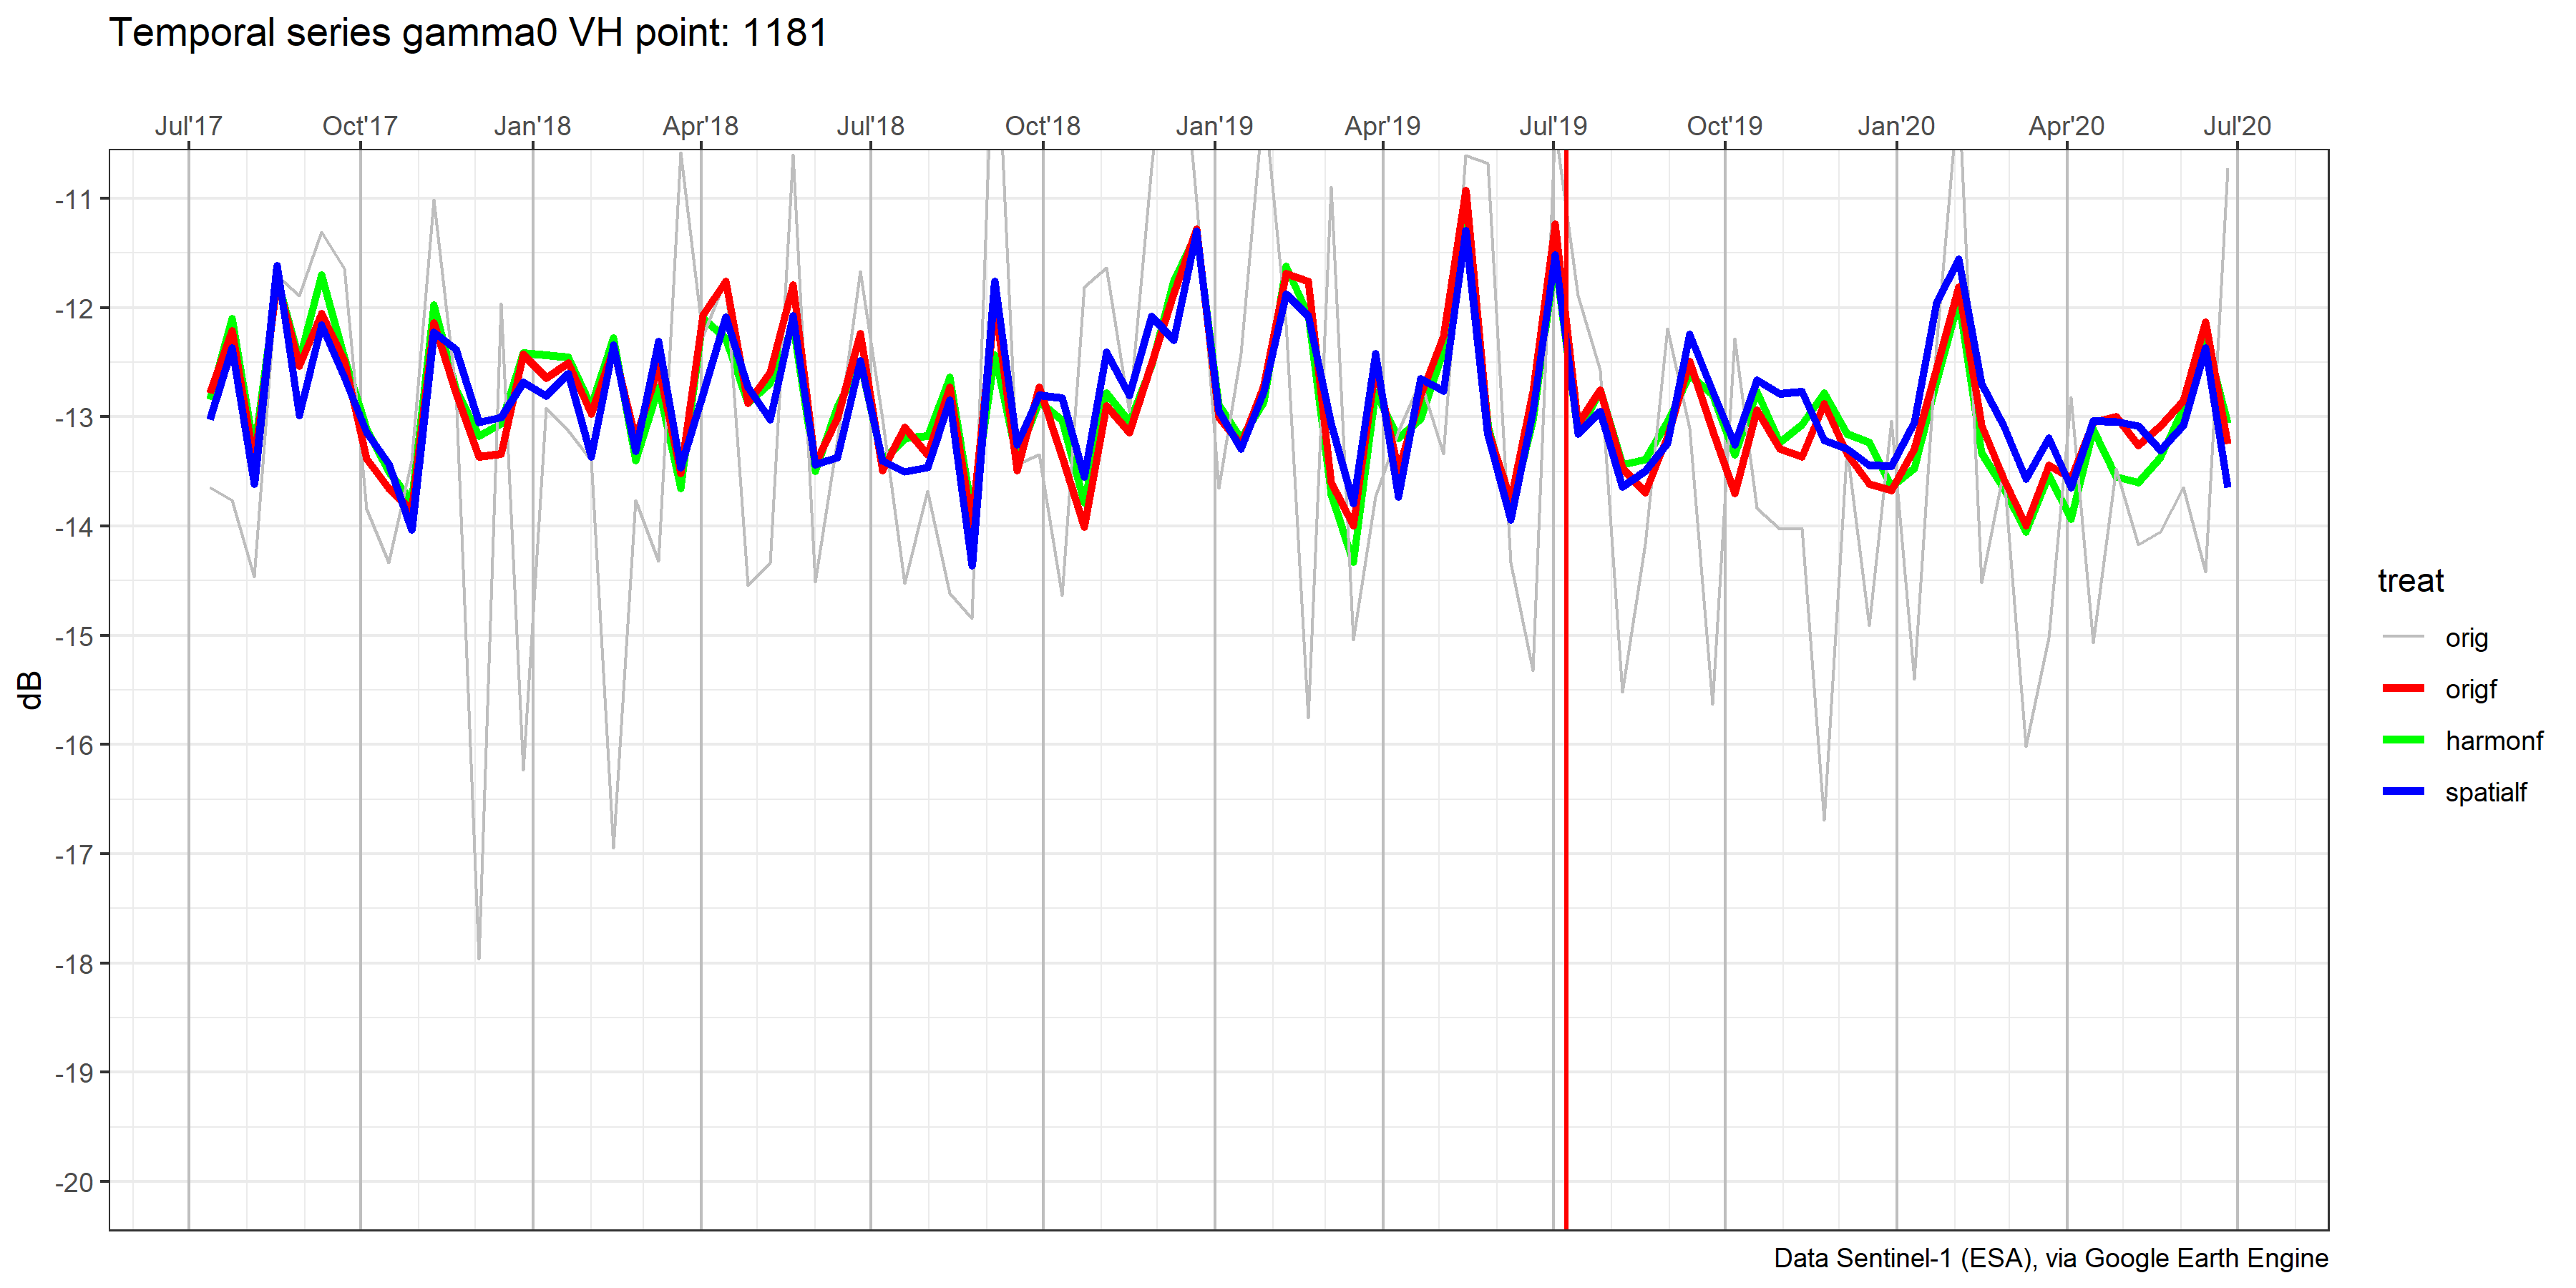 Temporal series gamma0 VH point: 1181
Jul'17 Oct'17 Jan'18 Apr'18 Jul'18 Oct'18 Jan'19 Apr'19 Jul'19 Oct'19 Jan'20 Apr'20 Jul'20
-11
-12
-13
-14
-15
-16
-17
-18
-19
-20
dB
treat
orig
origf
harmonf
spatialf
Data Sentinel-1 (ESA), via Google Earth Engine